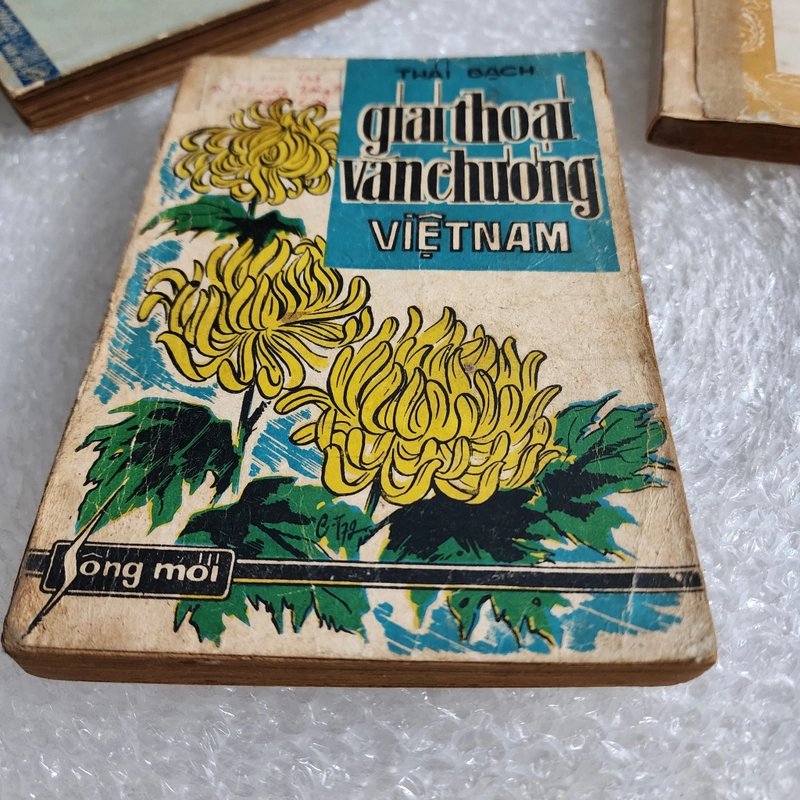 THÁI BẠCH
giai thoại
văn chương
VIỆT NAM
Sống mới